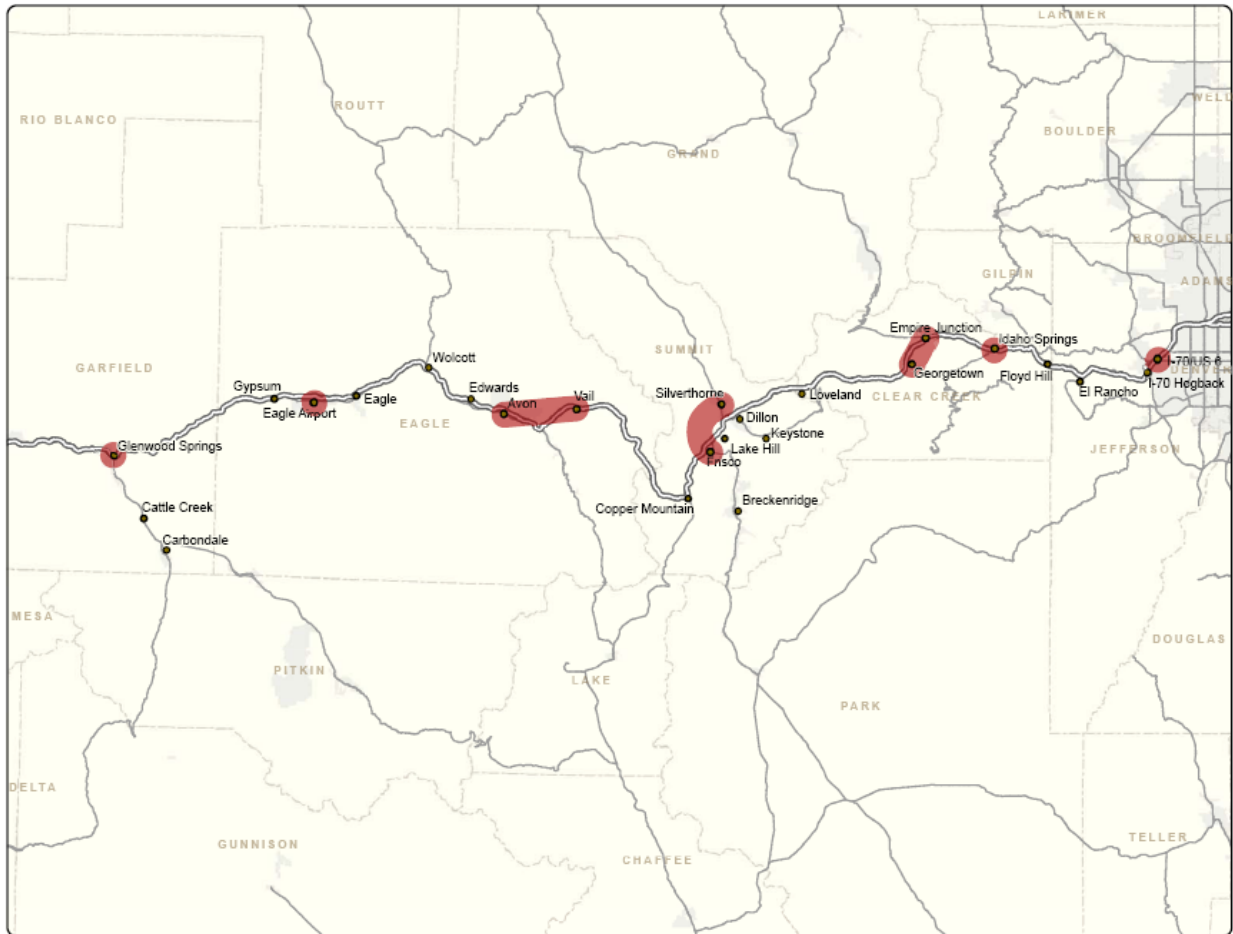 LARIMER
WELD
ROUTT
RIO BLANCO
BOULDER
GRAND
BROOMFIELD
GILPIN
ADAMS
Empire Junction
Idaho Springs
SUMMIT
Wolcott
I-70/US 6
GARFIELD
Georgetown
Floyd Hill
DENVER
I-70 Hogback
Edwards
Gypsum
Eagle
Vail
Silverthorne
Loveland
CLEAR CREEK
El Rancho
Eagle Airport
Avon
EAGLE
Dillon
Keystone
Glenwood Springs
Lake Hill
JEFFERSON
Frisco
Breckenridge
Copper Mountain
Cattle Creek
Carbondale
MESA
DOUGLAS
PITKIN
LAKE
PARK
DELTA
TELLER
GUNNISON
CHAFFEE